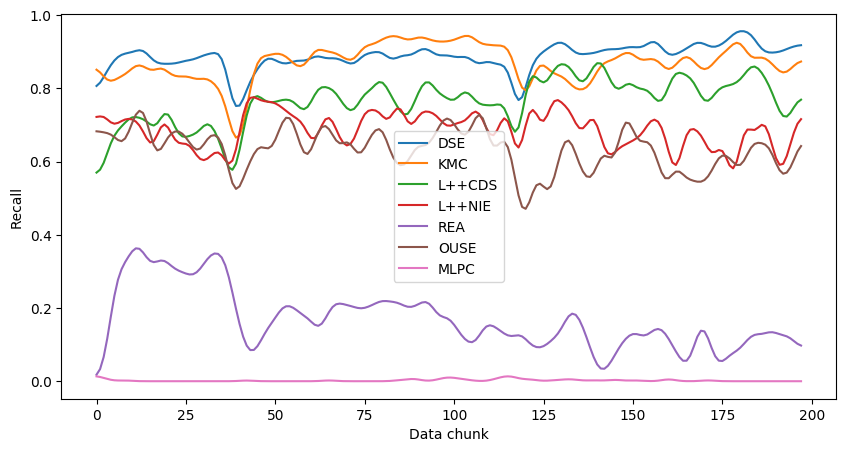 1.0
0.8
0.6
0.4
0.2
0.0
Recall
DSE
KMC
L++CDS
L++NIE
REA
OUSE
MLPC
0 25 50 75 100 125 150 175 200
Data chunk